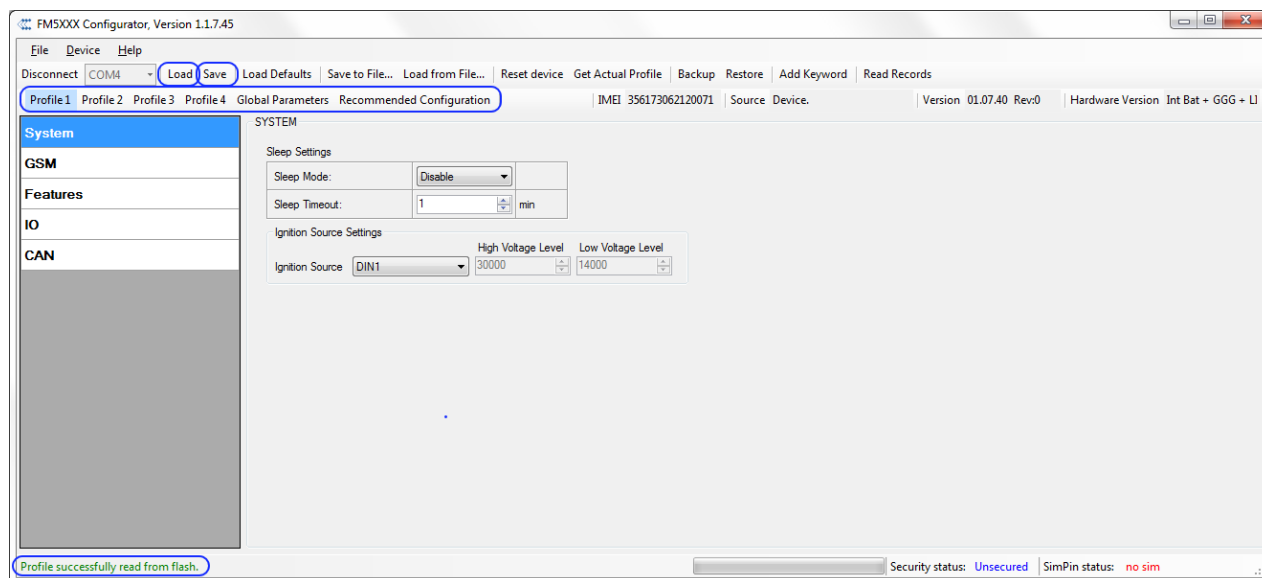 FM5XXX Configurator, Version 1.1.7.45
File Device Help
Disconnect COM4 Load Save Load Defaults Save to File... Load from File... Reset device Get Actual Profile Backup Restore Add Keyword Read Records
Profile 1 Profile 2 Profile 3 Profile 4 Global Parameters Recommended Configuration IMEI 356173062120071 Source Device. Version 01.07.40 Rev:0 Hardware Version Int Bat + GGG +
System
GSM
Features
IO
CAN
SYSTEM
Sleep Settings
Sleep Mode: Disable
Sleep Timeout: 1 min
Ignition Source Settings
High Voltage Level Low Voltage Level
Ignition Source DIN1 30000 14000
Profile successfully read from flash. Security status: Unsecured SimPin status: no sim